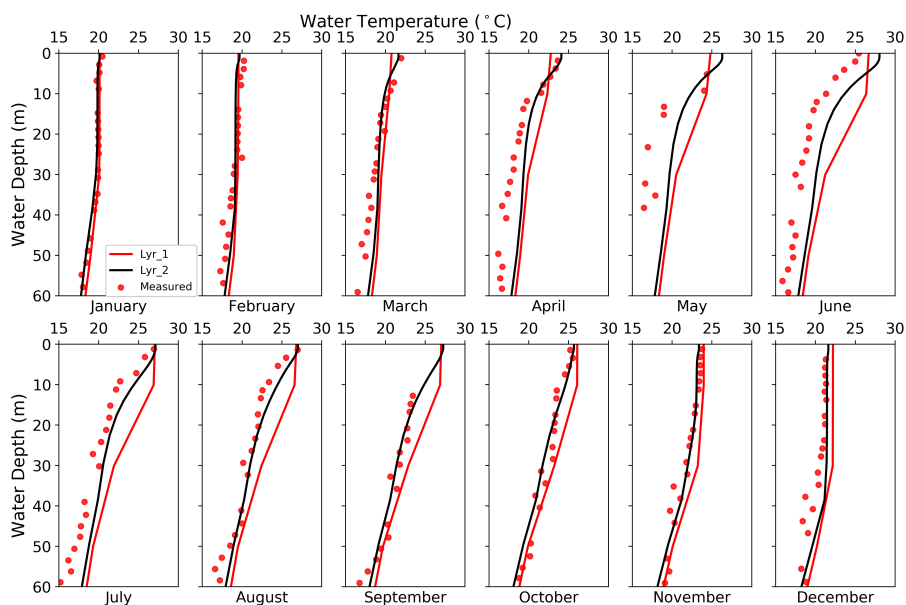 Water Temperature (°C)
15 20 25 30 15 20 25 30 15 20 25 30 15 20 25 30 15 20 25 30 15 20 25 30
0
10
20
30
40
50
60
Water Depth (m)
Lyr_1
Lyr_2
Measured
January February March April May June
15 20 25 30 15 20 25 30 15 20 25 30 15 20 25 30 15 20 25 30 15 20 25 30
0
10
20
30
40
50
60
Water Depth (m)
July August September October November December